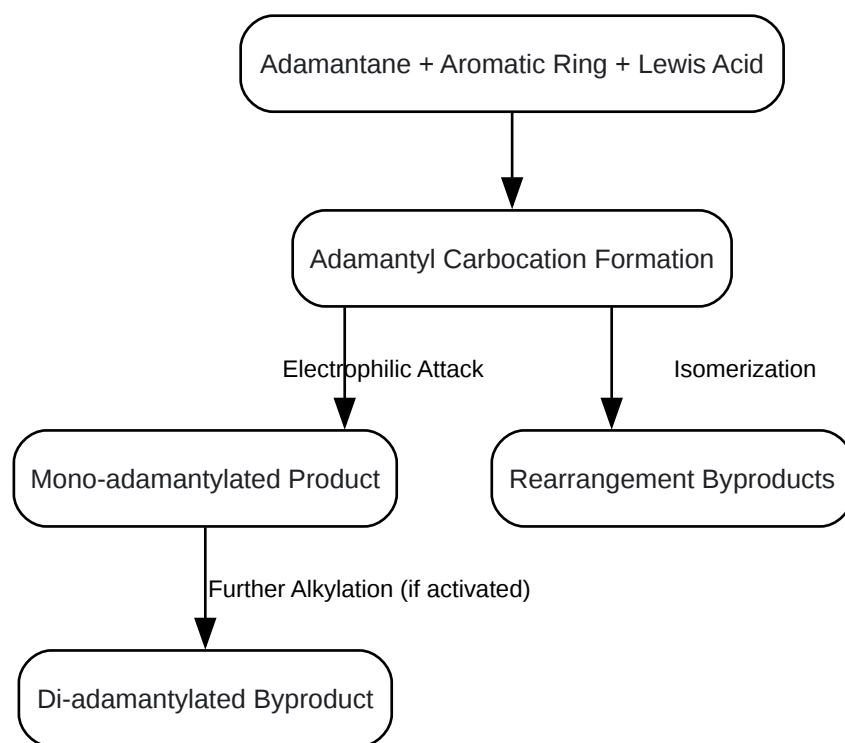 Adamantane + Aromatic Ring + Lewis Acid
Adamantyl Carbocation Formation
Electrophilic Attack
Isomerization
Mono-adamantylated Product
Rearrangement Byproducts
Further Alkylation (if activated)
Di-adamantylated Byproduct